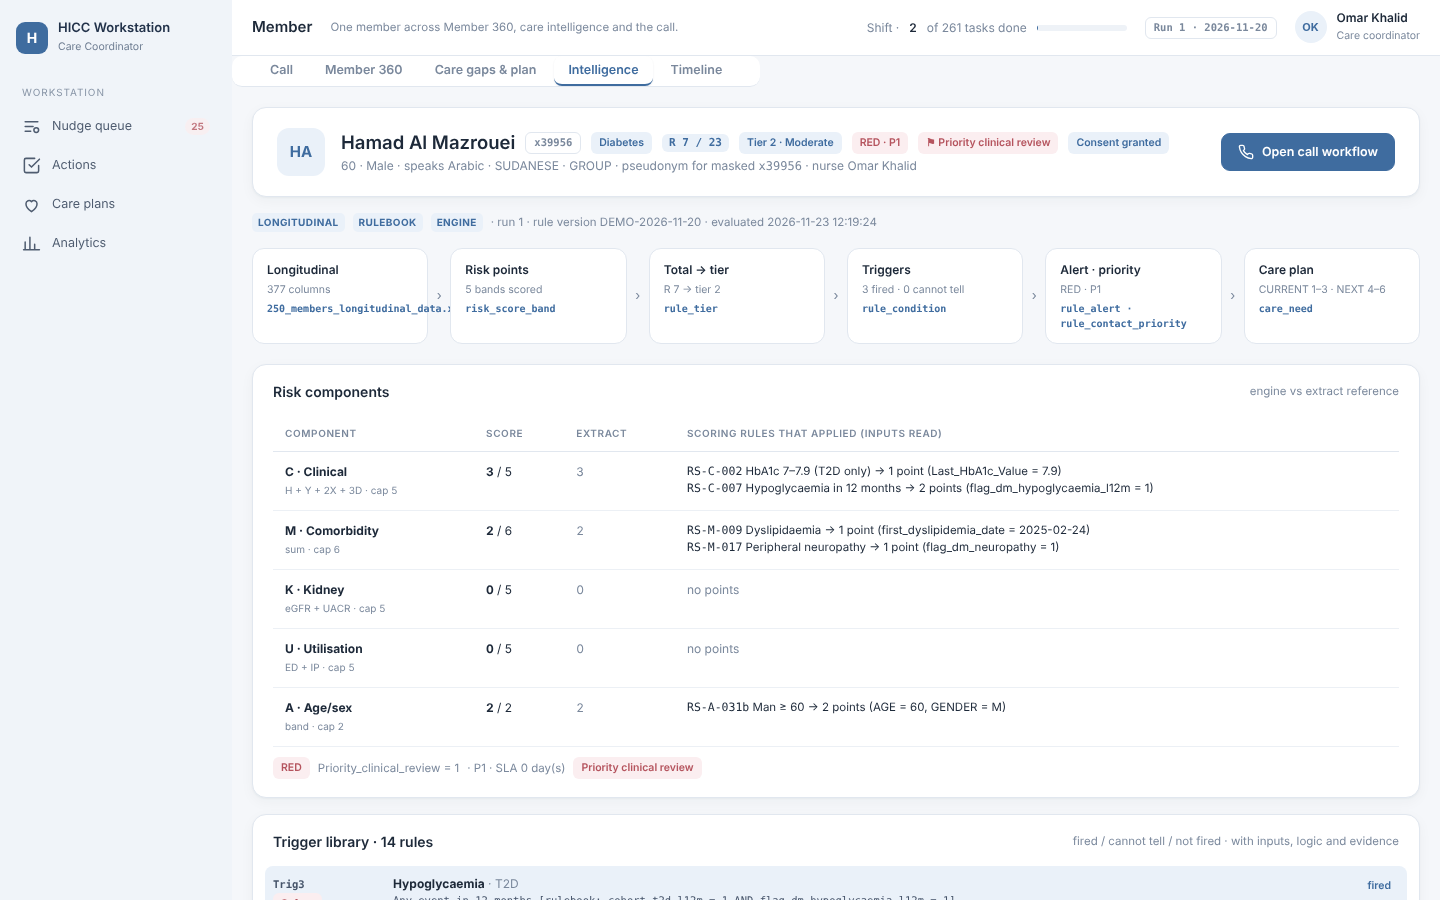 H
HICC Workstation
Care Coordinator
WORKSTATION
Nudge queue 25
Actions
Care plans
Analytics
Member One member across Member 360, care intelligence and the call.
Shift · 2 of 261 tasks done
Run 1 · 2026-11-20
OK
Omar Khalid
Care coordinator
Call Member 360 Care gaps & plan Intelligence Timeline
HA
Hamad Al Mazrouei x39956 Diabetes R 7 / 23 Tier 2 · Moderate RED · P1 ⚑ Priority clinical review Consent granted
60 · Male · speaks Arabic · SUDANESE · GROUP · pseudonym for masked x39956 · nurse Omar Khalid
Open call workflow
LONGITUDINAL RULEBOOK ENGINE · run 1 · rule version DEMO-2026-11-20 · evaluated 2026-11-23 12:19:24
Longitudinal
377 columns
250_members_longitudinal_data.x
›
Risk points
5 bands scored
risk_score_band
›
Total → tier
R 7 → tier 2
rule_tier
›
Triggers
3 fired · 0 cannot tell
rule_condition
›
Alert · priority
RED · P1
rule_alert ·
rule_contact_priority
›
Care plan
CURRENT 1–3 · NEXT 4–6
care_need
Risk components engine vs extract reference
COMPONENT SCORE EXTRACT SCORING RULES THAT APPLIED (INPUTS READ)
C · Clinical 3 / 5 3 RS-C-002 HbA1c 7–7.9 (T2D only) → 1 point (Last_HbA1c_Value = 7.9)
H + Y + 2X + 3D · cap 5 RS-C-007 Hypoglycaemia in 12 months → 2 points (flag_dm_hypoglycaemia_l12m = 1)
M · Comorbidity 2 / 6 2 RS-M-009 Dyslipidaemia → 1 point (first_dyslipidemia_date = 2025-02-24)
sum · cap 6 RS-M-017 Peripheral neuropathy → 1 point (flag_dm_neuropathy = 1)
K · Kidney 0 / 5 0 no points
eGFR + UACR · cap 5
U · Utilisation 0 / 5 0 no points
ED + IP · cap 5
A · Age/sex 2 / 2 2 RS-A-031b Man ≥ 60 → 2 points (AGE = 60, GENDER = M)
band · cap 2
RED Priority_clinical_review = 1 · P1 · SLA 0 day(s) Priority clinical review
Trigger library · 14 rules fired / cannot tell / not fired · with inputs, logic and evidence
Trig3 Hypoglycaemia · T2D fired
Any event in 12 months [rulebook: cohort_t2d_l12m = 1 AND flag_dm_hypoglycaemia_l12m = 1]